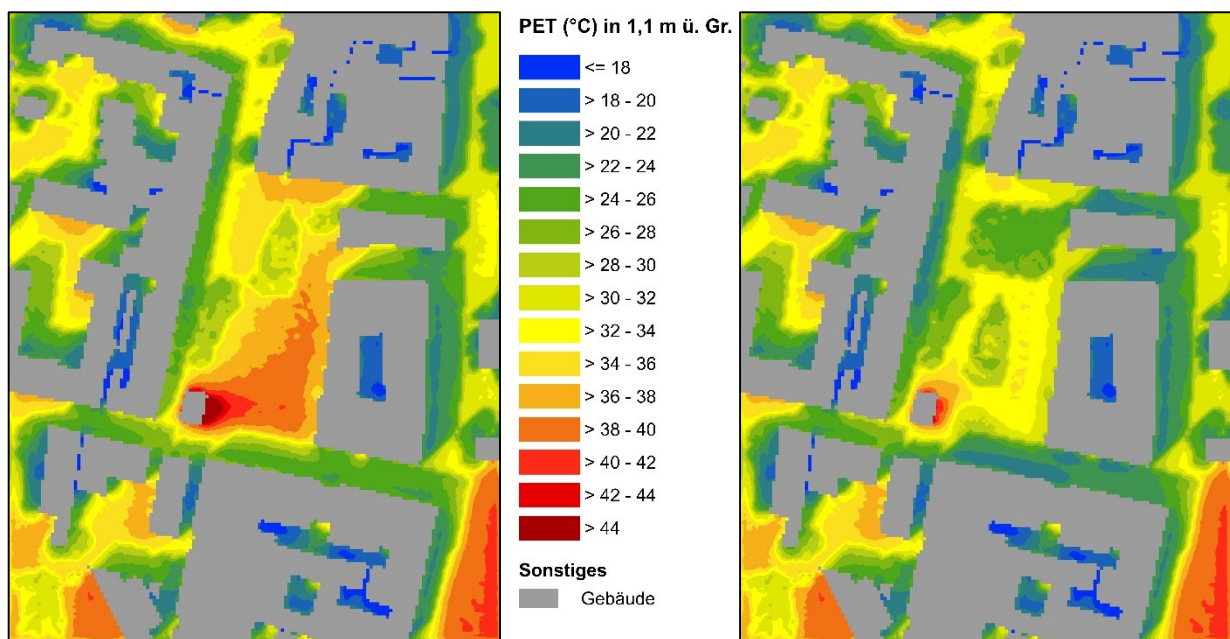 PET (°C) in 1,1 m ü. Gr.
<= 18
> 18 - 20
> 20 - 22
> 22 - 24
> 24 - 26
> 26 - 28
> 28 - 30
> 30 - 32
> 32 - 34
> 34 - 36
> 36 - 38
> 38 - 40
> 40 - 42
> 42 - 44
> 44
Sonstiges
Gebäude